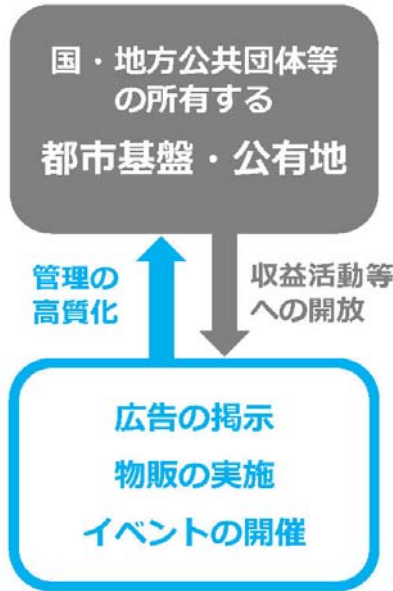 国・地方公共団体等
の所有する
都市基盤・公有地
管理の
高質化
収益活動等
への開放
広告の掲示
物販の実施
イベントの開催